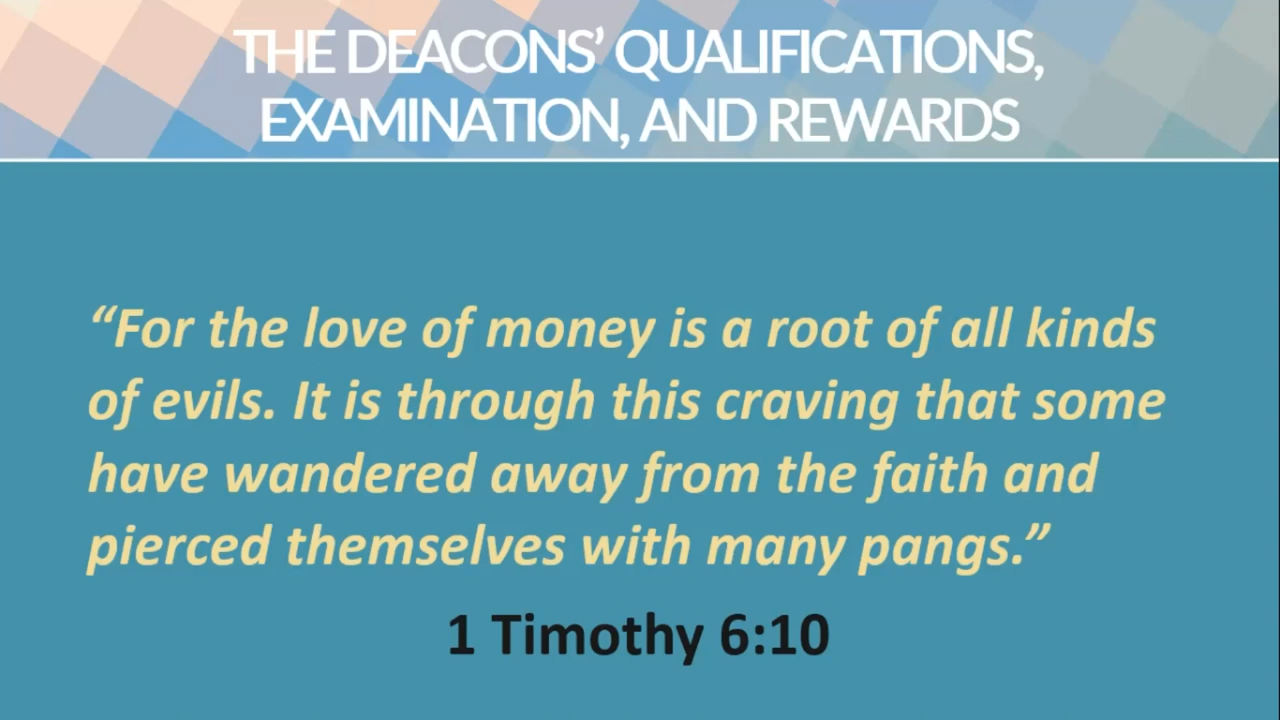 THE DEACONS’ QUALIFICATIONS,
EXAMINATION, AND REWARDS
“For the love of money is a root of all kinds
of evils. It is through this craving that some
have wandered away from the faith and
pierced themselves with many pangs.”
1 Timothy 6:10